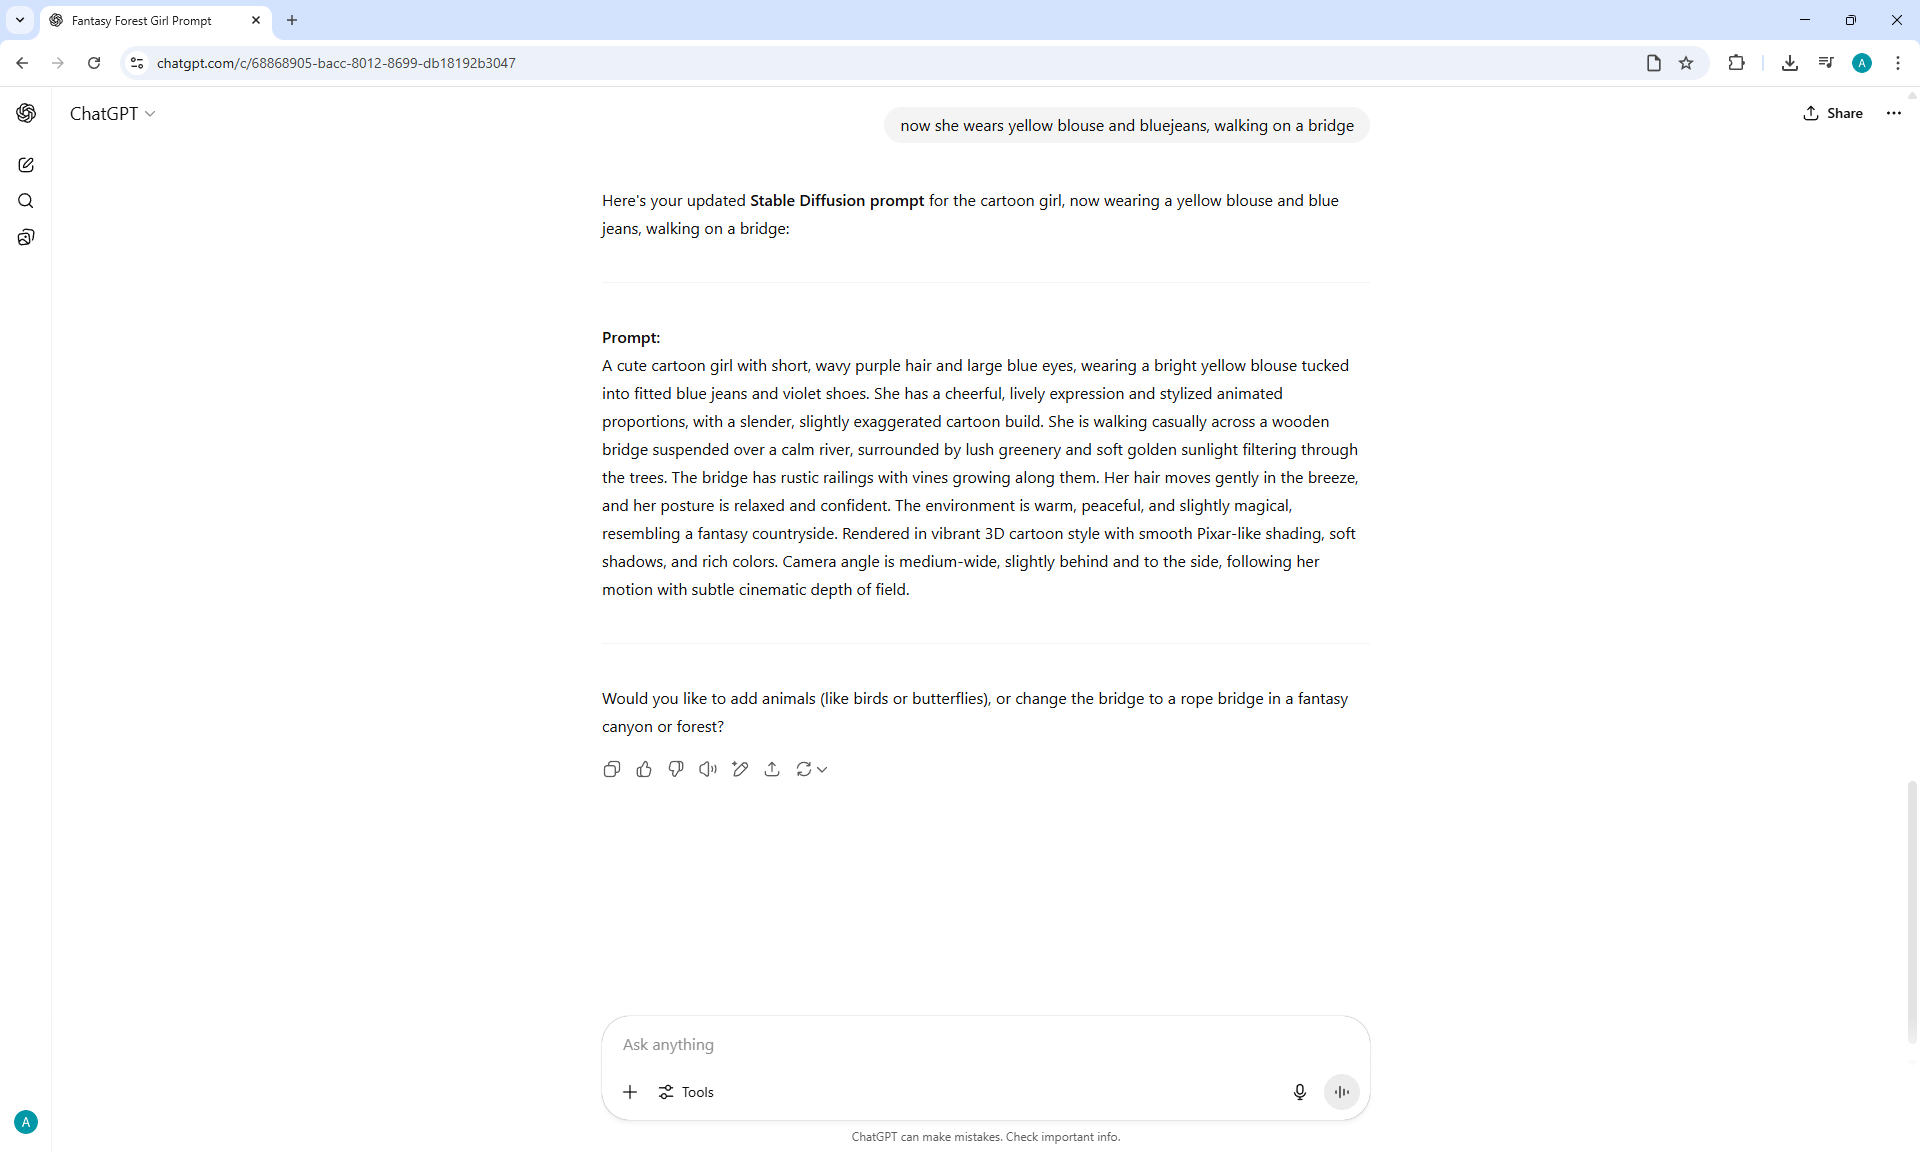 Fantasy Forest Girl Prompt
chatgpt.com/c/68868905-bacc-8012-8699-db18192b3047
A
ChatGPT
Share
now she wears yellow blouse and bluejeans, walking on a bridge
Here's your updated Stable Diffusion prompt for the cartoon girl, now wearing a yellow blouse and blue
jeans, walking on a bridge:
Prompt:
A cute cartoon girl with short, wavy purple hair and large blue eyes, wearing a bright yellow blouse tucked
into fitted blue jeans and violet shoes. She has a cheerful, lively expression and stylized animated
proportions, with a slender, slightly exaggerated cartoon build. She is walking casually across a wooden
bridge suspended over a calm river, surrounded by lush greenery and soft golden sunlight filtering through
the trees. The bridge has rustic railings with vines growing along them. Her hair moves gently in the breeze,
and her posture is relaxed and confident. The environment is warm, peaceful, and slightly magical,
resembling a fantasy countryside. Rendered in vibrant 3D cartoon style with smooth Pixar-like shading, soft
shadows, and rich colors. Camera angle is medium-wide, slightly behind and to the side, following her
motion with subtle cinematic depth of field.
Would you like to add animals (like birds or butterflies), or change the bridge to a rope bridge in a fantasy
canyon or forest?
Ask anything
Tools
A
ChatGPT can make mistakes. Check important info.